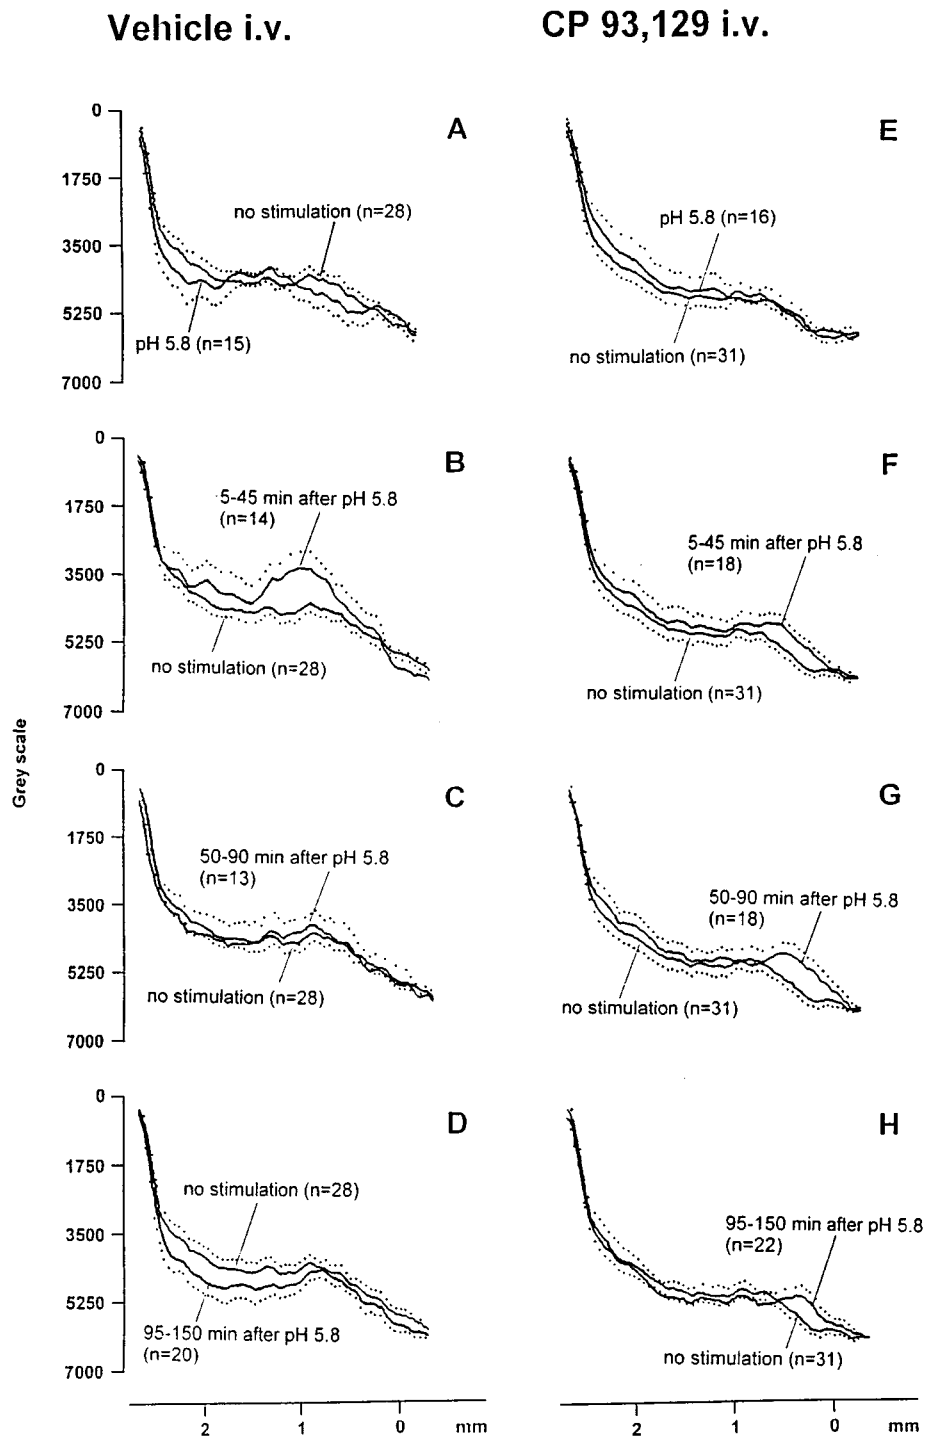 Vehicle i.v.
CP 93,129 i.v.
Grey scale
0
1750
3500
5250
7000
A
no stimulation (n=28)
pH 5.8 (n=15)
E
pH 5.8 (n=16)
no stimulation (n=31)
0
1750
3500
5250
7000
B
5-45 min after pH 5.8
(n=14)
no stimulation (n=28)
F
5-45 min after pH 5.8
(n=18)
no stimulation (n=31)
0
1750
3500
5250
7000
C
50-90 min after pH 5.8
(n=13)
no stimulation (n=28)
G
50-90 min after pH 5.8
(n=18)
no stimulation (n=31)
0
1750
3500
5250
7000
D
no stimulation (n=28)
95-150 min after pH 5.8
(n=20)
H
95-150 min after pH 5.8
(n=22)
no stimulation (n=31)
2 1 0 mm
2 1 0 mm